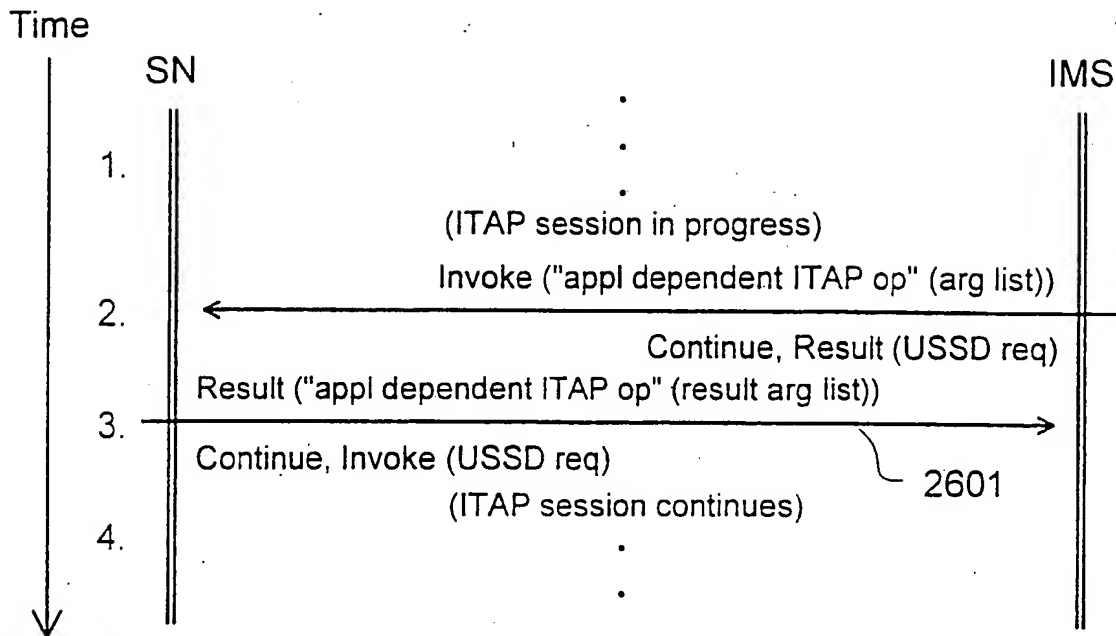 Time
SN
IMS
1.
(ITAP session in progress)
Invoke ("appl dependent ITAP op" (arg list))
2.
Continue, Result (USSD req)
Result ("appl dependent ITAP op" (result arg list))
3.
Continue, Invoke (USSD req)
2601
(ITAP session continues)
4.